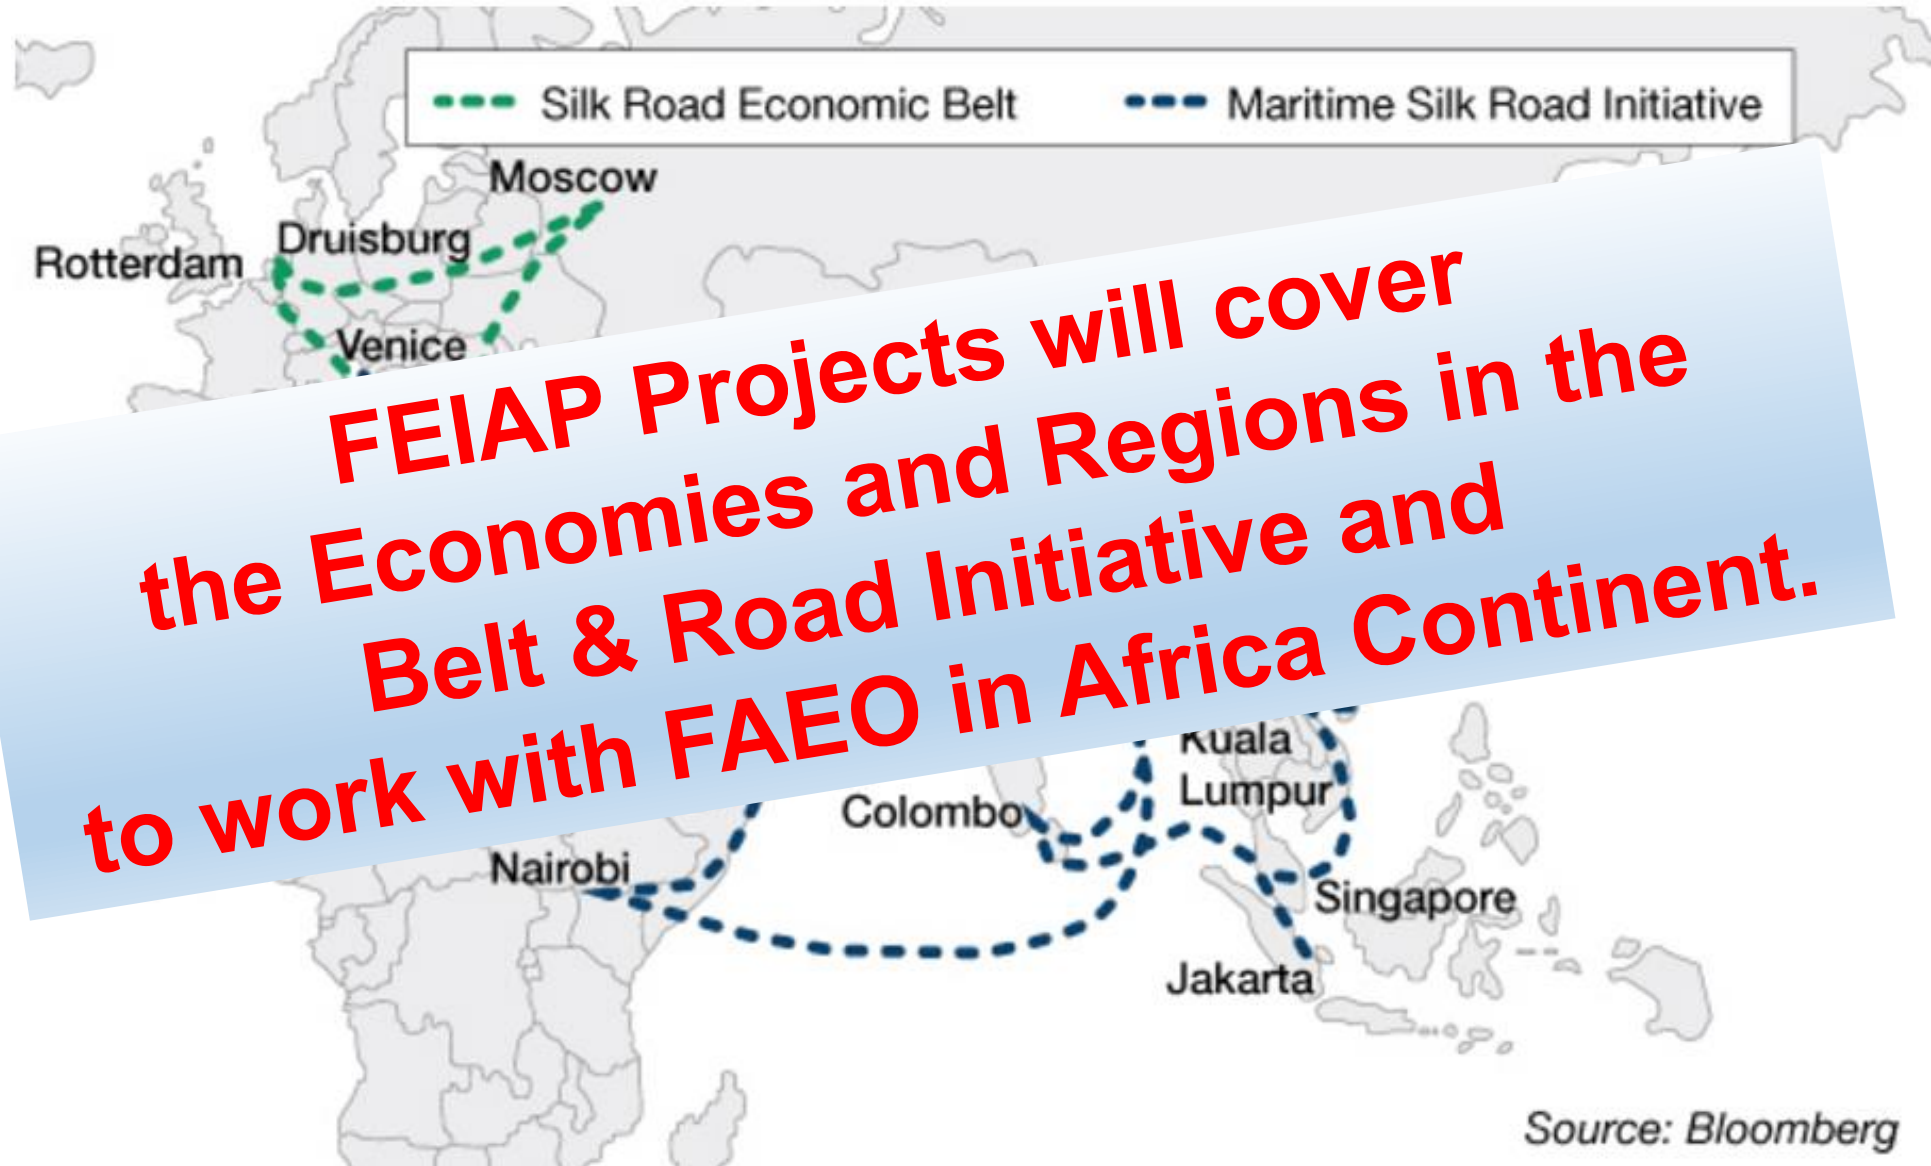 Silk Road Economic Belt
Maritime Silk Road Initiative
Moscow
Druisburg
Rotterdam
Venice
FEIAP Projects will cover
the Economies and Regions in the
Belt & Road Initiative and
to work with FAEO in Africa Continent.
Kuala
Lumpur
Colombo
Nairobi
Singapore
Jakarta
Source: Bloomberg